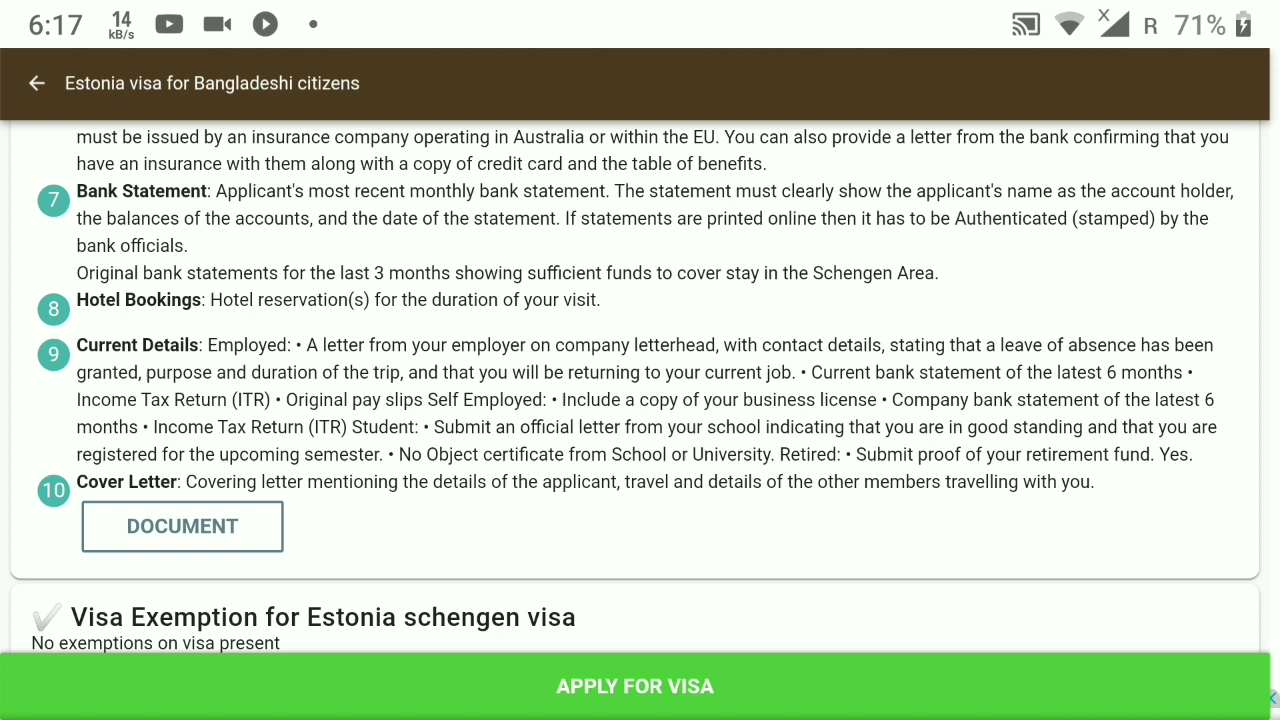 6:17 14 kB/s X R 71%
Estonia visa for Bangladeshi citizens
must be issued by an insurance company operating in Australia or within the EU. You can also provide a letter from the bank confirming that you
have an insurance with them along with a copy of credit card and the table of benefits.
7 Bank Statement: Applicant's most recent monthly bank statement. The statement must clearly show the applicant's name as the account holder,
the balances of the accounts, and the date of the statement. If statements are printed online then it has to be Authenticated (stamped) by the
bank officials.
Original bank statements for the last 3 months showing sufficient funds to cover stay in the Schengen Area.
8 Hotel Bookings: Hotel reservation(s) for the duration of your visit.
9 Current Details: Employed: • A letter from your employer on company letterhead, with contact details, stating that a leave of absence has been
granted, purpose and duration of the trip, and that you will be returning to your current job. • Current bank statement of the latest 6 months •
Income Tax Return (ITR) • Original pay slips Self Employed: • Include a copy of your business license • Company bank statement of the latest 6
months • Income Tax Return (ITR) Student: • Submit an official letter from your school indicating that you are in good standing and that you are
registered for the upcoming semester. • No Object certificate from School or University. Retired: • Submit proof of your retirement fund. Yes.
10 Cover Letter: Covering letter mentioning the details of the applicant, travel and details of the other members travelling with you.
DOCUMENT
Visa Exemption for Estonia schengen visa
No exemptions on visa present
APPLY FOR VISA